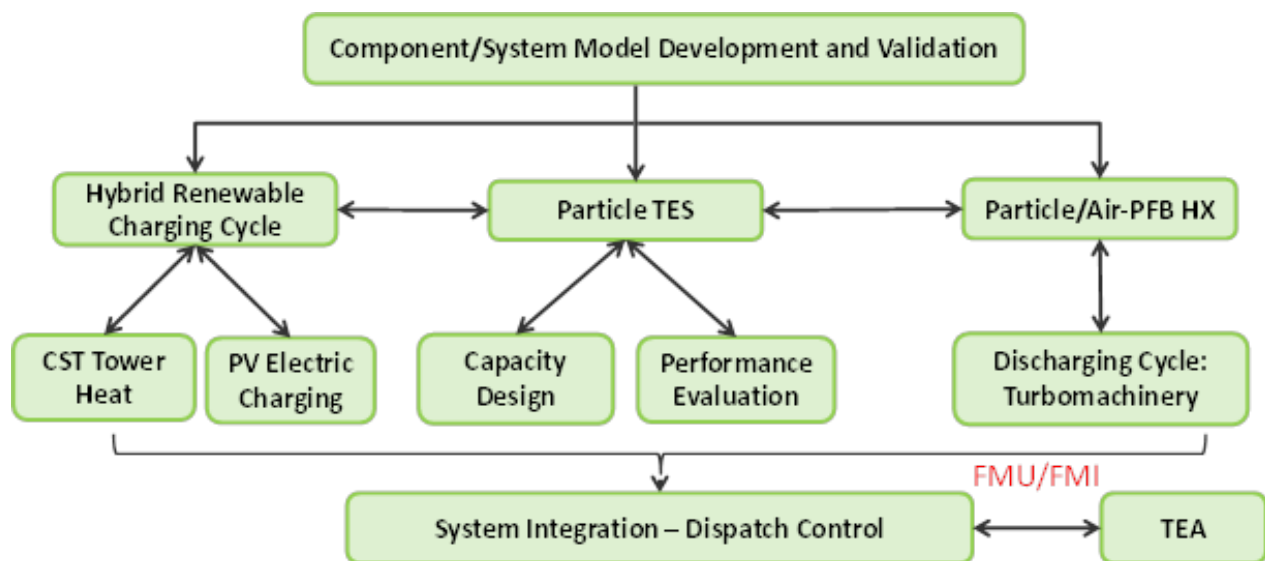 Component/System Model Development and Validation
Hybrid Renewable
Charging Cycle
Particle TES
Particle/Air-PFB HX
CST Tower
Heat
PV Electric
Charging
Capacity
Design
Performance
Evaluation
Discharging Cycle:
Turbomachinery
FMU/FMI
System Integration – Dispatch Control
TEA